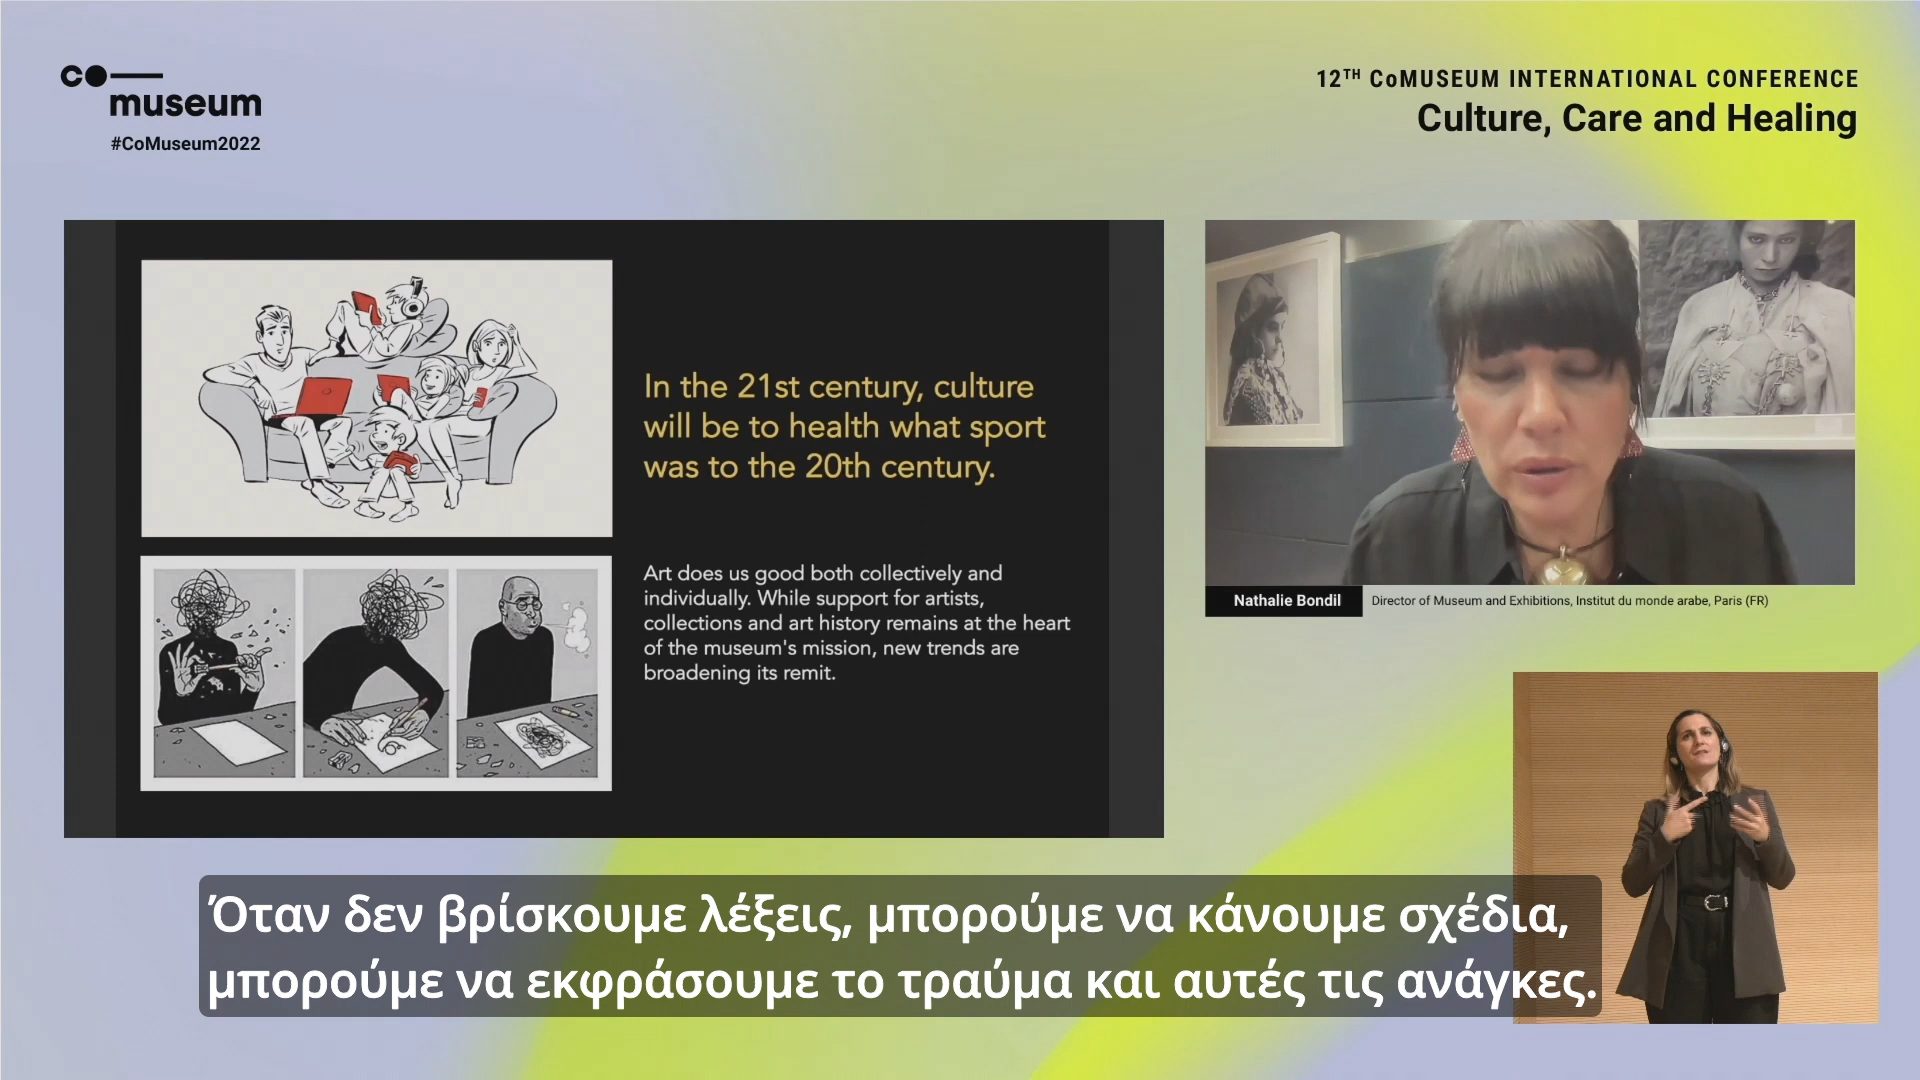 co
museum
#CoMuseum2022
12TH CoMUSEUM INTERNATIONAL CONFERENCE
Culture, Care and Healing
In the 21st century, culture
will be to health what sport
was to the 20th century.
Art does us good both collectively and
individually. While support for artists,
collections and art history remains at the heart
of the museum's mission, new trends are
broadening its remit.
Nathalie Bondil
Director of Museum and Exhibitions, Institut du monde arabe, Paris (FR)
Όταν δεν βρίσκουμε λέξεις, μπορούμε να κάνουμε σχέδια,
μπορούμε να εκφράσουμε το τραύμα και αυτές τις ανάγκες.